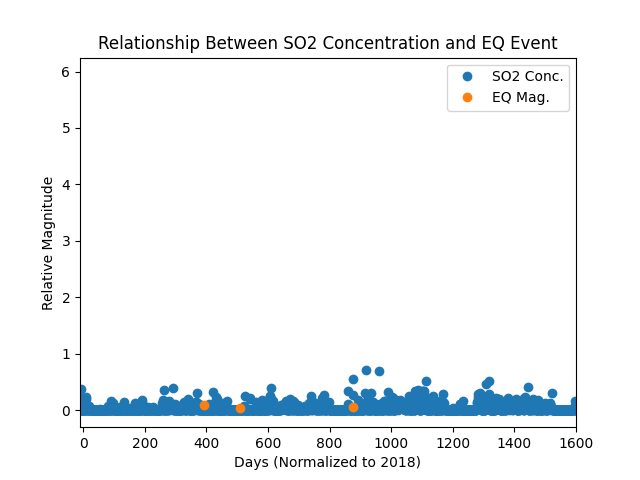 Relationship Between SO2 Concentration and EQ Event
SO2 Conc.
EQ Mag.
Relative Magnitude
6
5
4
3
2
1
0
0 200 400 600 800 1000 1200 1400 1600
Days (Normalized to 2018)